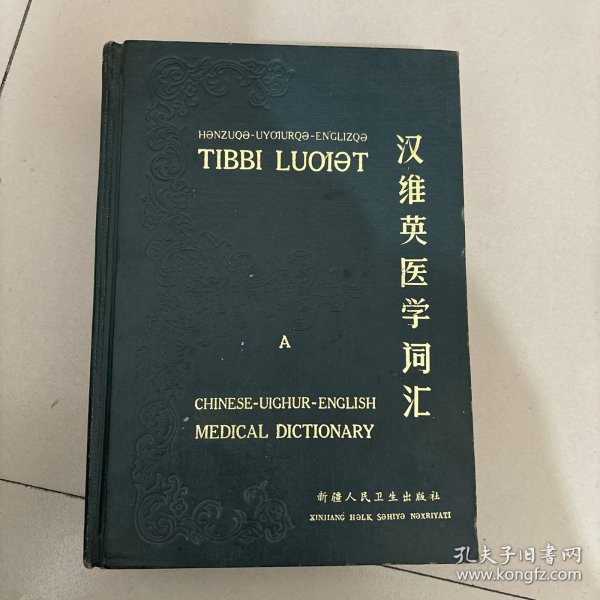 HƏNZUQƏ-UYƢURQƏ-ENGLIZQƏ
TIBBI LUƢƏT
汉维英医学词汇
A
CHINESE-UIGHUR-ENGLISH
MEDICAL DICTIONARY
新疆人民卫生出版社
XINJIANG HƏLK SƏHIYƏ NƏXRIYATI
孔夫子旧书网
www.kongfz.com